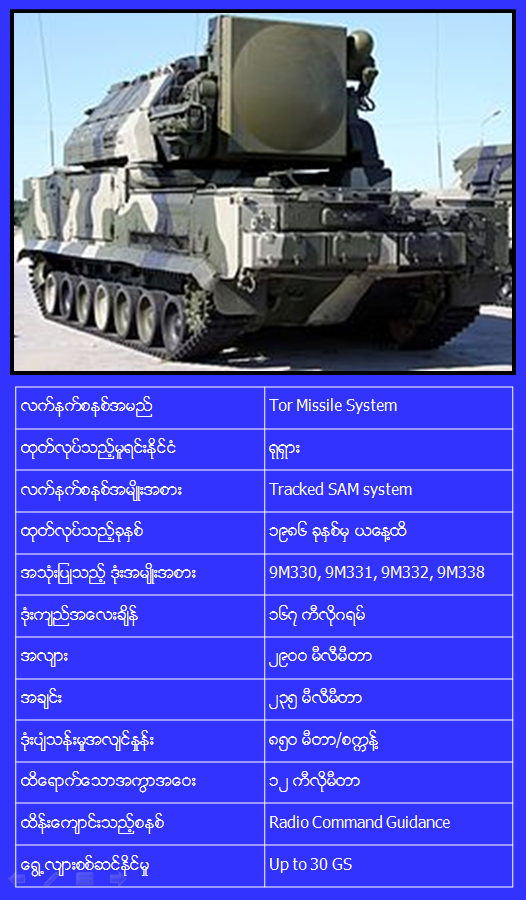 လက်နက်စနစ်အမည် Tor Missile System
ထုတ်လုပ်သည့်မူရင်းနိုင်ငံ ရုရှား
လက်နက်စနစ်အမျိုးအစား Tracked SAM system
ထုတ်လုပ်သည့်ခုနှစ် ၁၉၈၆ ခုနှစ်မှ ယနေ့ထိ
အသုံးပြုသည့် ဒုံးအမျိုးအစား 9M330, 9M331, 9M332, 9M338
ဒုံးကျည်အလေးချိန် ၁၆၇ ကီလိုဂရမ်
အလျား ၂၉၀၀ မီလီမီတာ
အချင်း ၂၃၅ မီလီမီတာ
ဒုံးပျံသန်းမှုအလျင်နှုန်း ၈၅၀ မီတာ/စက္ကန့်
ထိရောက်သောအကွာအဝေး ၁၂ ကီလိုမီတာ
ထိန်းကျောင်းသည့်စနစ် Radio Command Guidance
ရွေ့လျားစစ်ဆင်နိုင်မှု Up to 30 GS